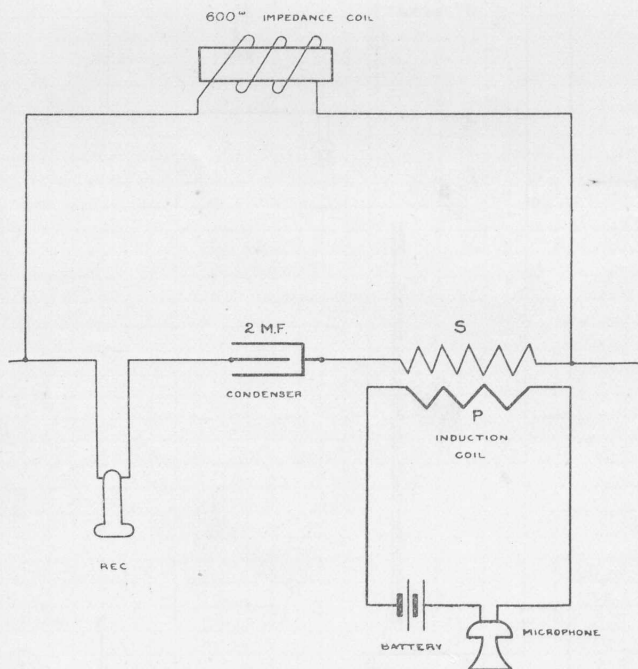 600ω IMPEDANCE COIL
2 M.F.
S
CONDENSER
P
INDUCTION
COIL
REC
BATTERY
MICROPHONE